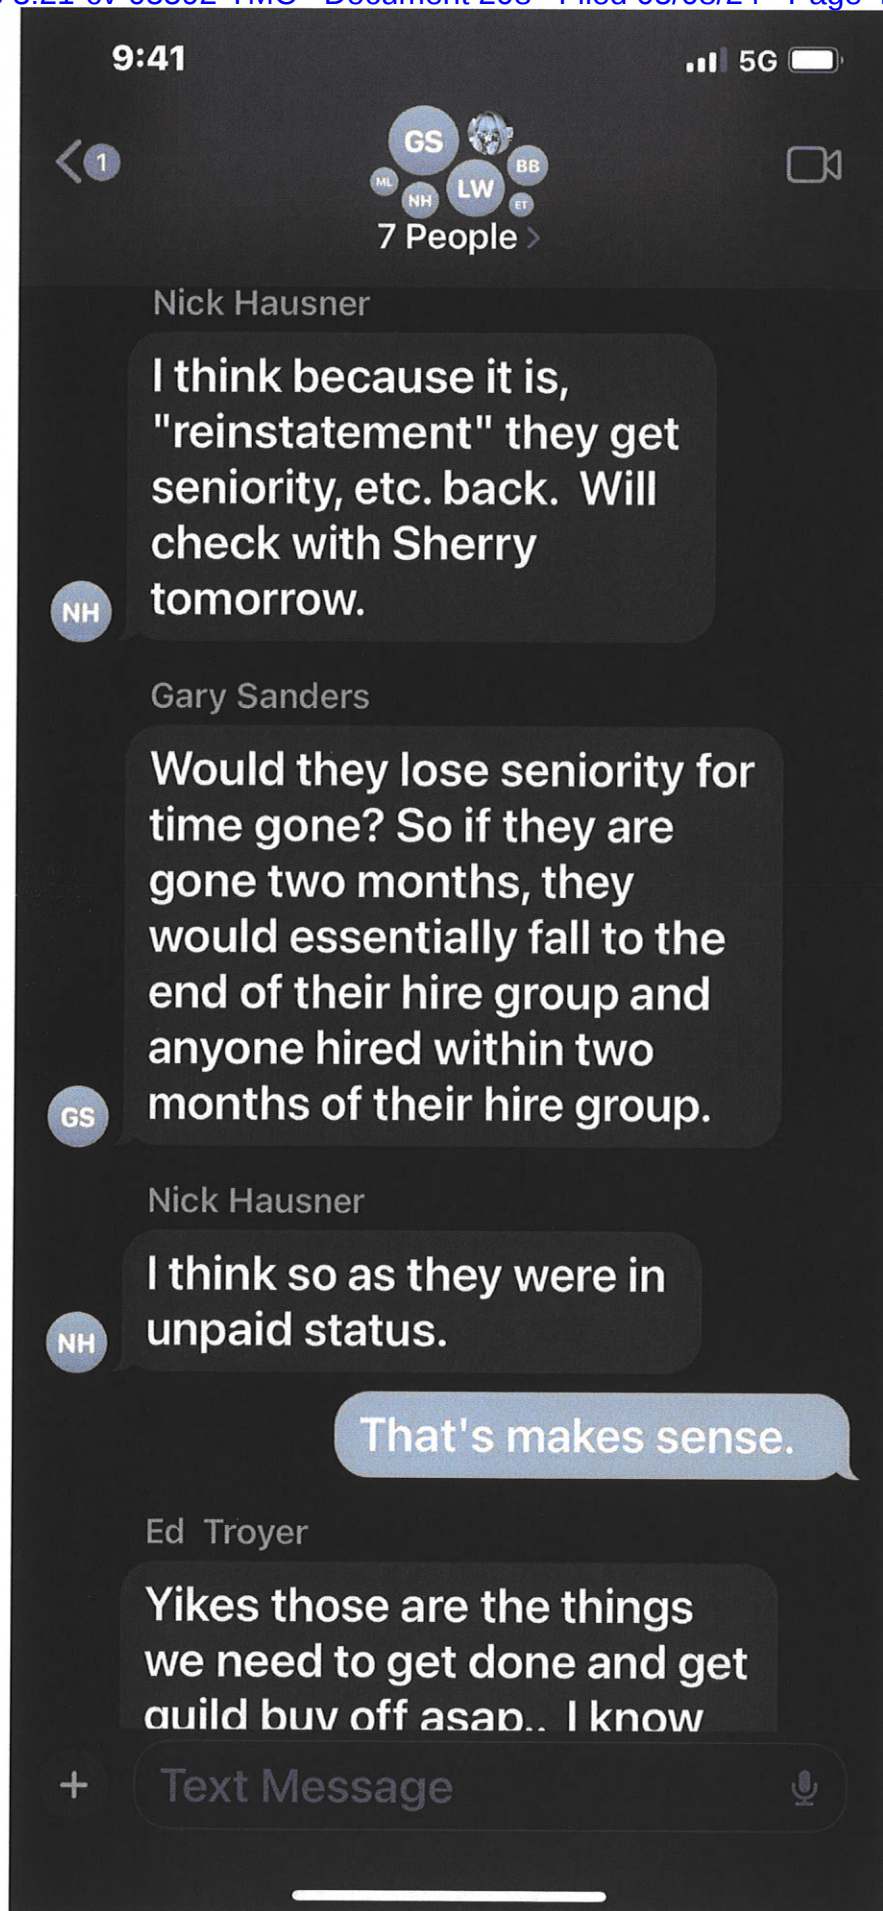 Document Filed Page
9:41
5G
1
GS
BB
ML
NH
LW
ET
7 People >
Nick Hausner
I think because it is,
"reinstatement" they get
seniority, etc. back. Will
check with Sherry
tomorrow.
NH
Gary Sanders
Would they lose seniority for
time gone? So if they are
gone two months, they
would essentially fall to the
end of their hire group and
anyone hired within two
months of their hire group.
GS
Nick Hausner
I think so as they were in
unpaid status.
NH
That's makes sense.
Ed Troyer
Yikes those are the things
we need to get done and get
guild buy off asap.. I know
+
Text Message